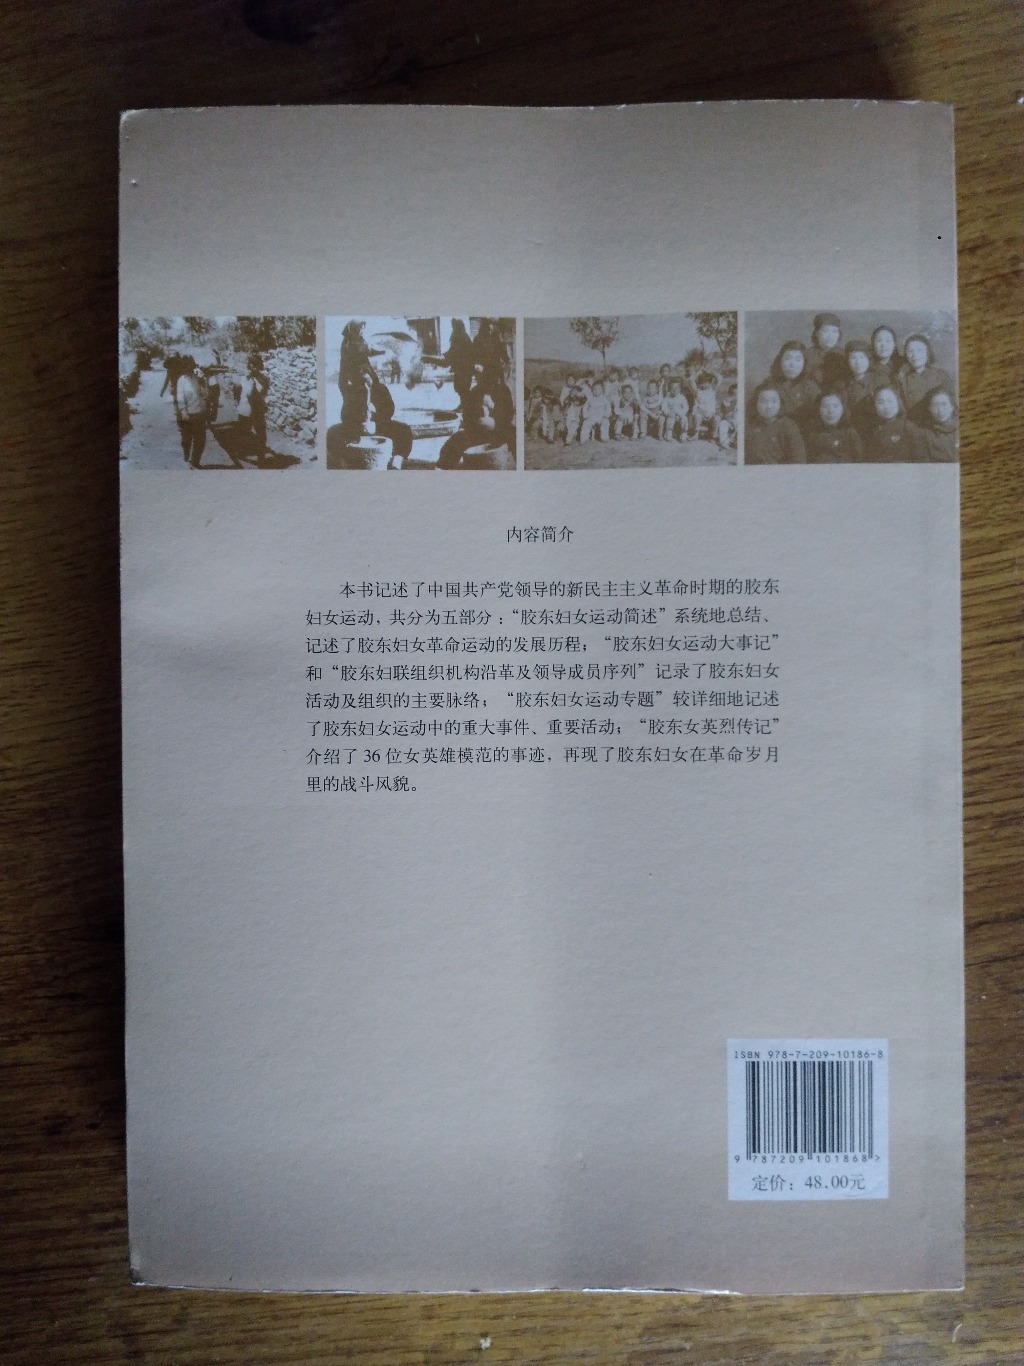 内容简介
本书记述了中国共产党领导的新民主主义革命时期的胶东
妇女运动，共分为五部分：“胶东妇女运动简述”系统地总结、
记述了胶东妇女革命运动的发展历程；“胶东妇女运动大事记”
和“胶东妇联组织机构沿革及领导成员序列”记录了胶东妇女
活动及组织的主要脉络；“胶东妇女运动专题”较详细地记述
了胶东妇女运动中的重大事件、重要活动；“胶东女英烈传记”
介绍了 36 位女英雄模范的事迹，再现了胶东妇女在革命岁月
里的战斗风貌。
ISBN 978-7-209-10186-8
9 787209 101868 >
定价：48.00元